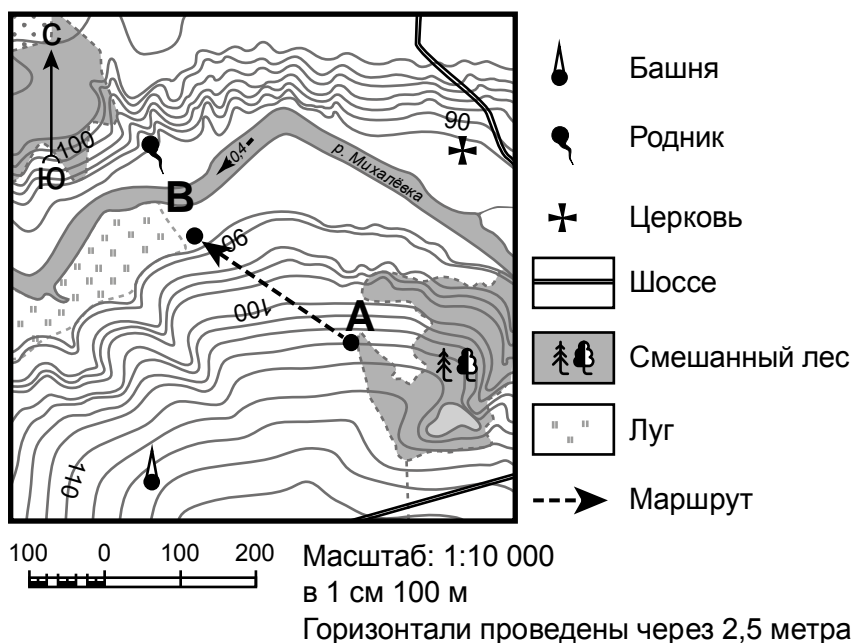 С
100
Ю
0,4
р. Михалёвка
90
В
90
100
А
110
Башня
Родник
Церковь
Шоссе
Смешанный лес
Луг
Маршрут
100 0 100 200
Масштаб: 1:10 000
в 1 см 100 м
Горизонтали проведены через 2,5 метра